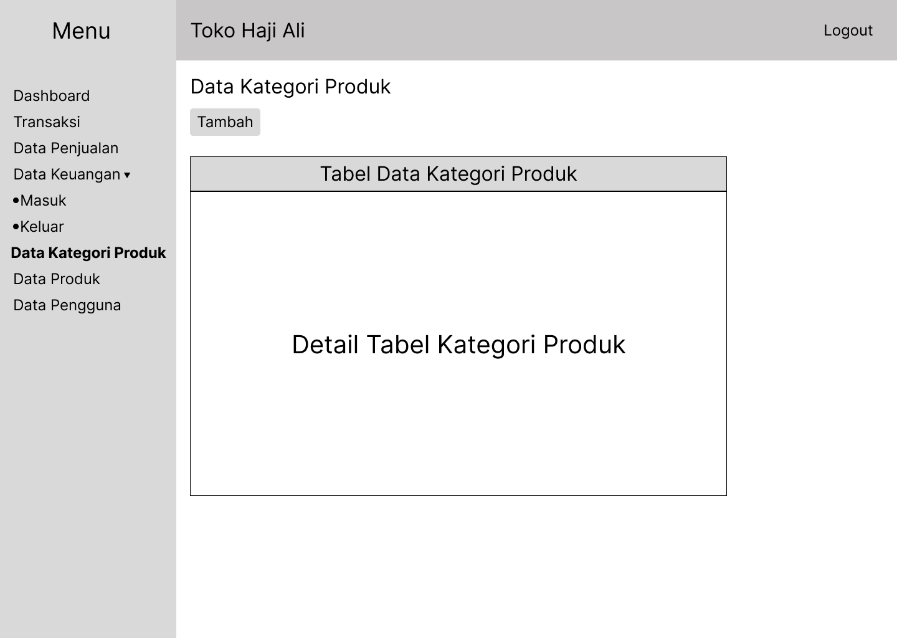 Menu
Toko Haji Ali
Logout
Dashboard
Transaksi
Data Penjualan
Data Keuangan ▾
•Masuk
•Keluar
Data Kategori Produk
Data Produk
Data Pengguna
Data Kategori Produk
Tambah
Tabel Data Kategori Produk
Detail Tabel Kategori Produk